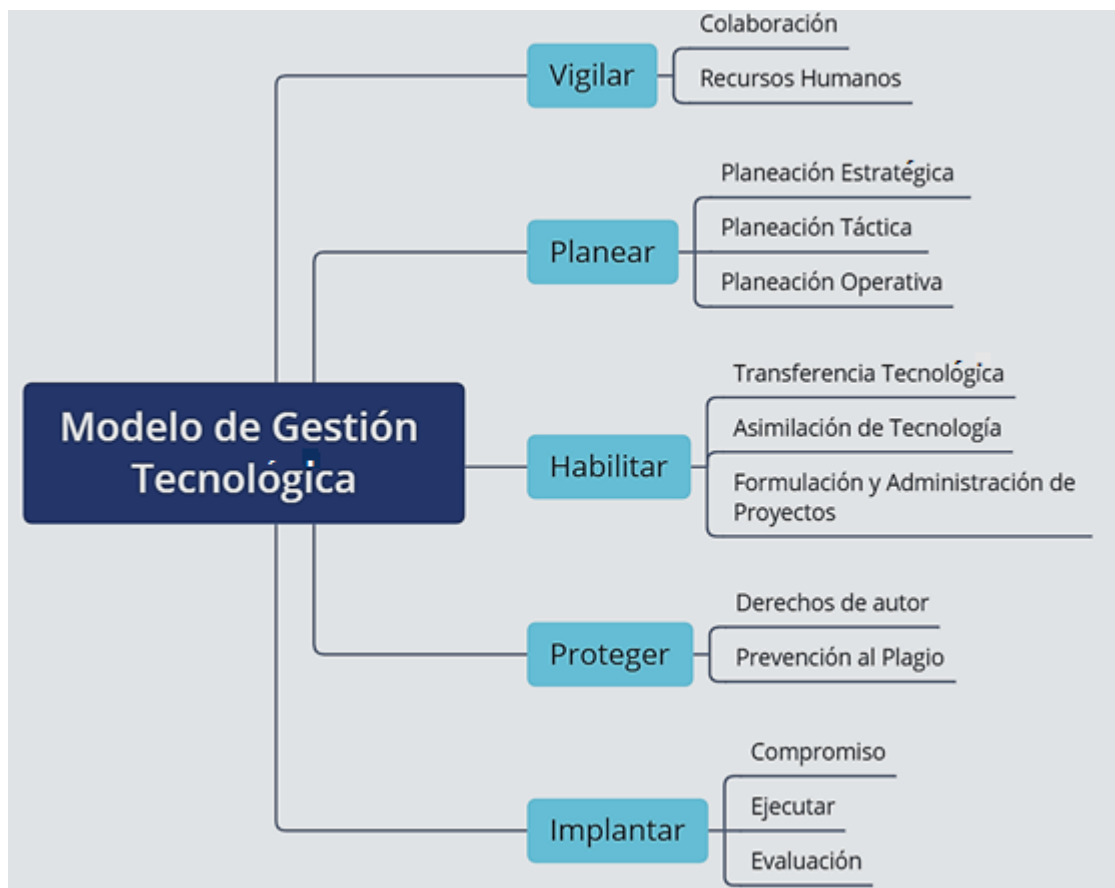 Modelo de Gestión
Tecnológica
Vigilar
Colaboración
Recursos Humanos
Planear
Planeación Estratégica
Planeación Táctica
Planeación Operativa
Habilitar
Transferencia Tecnológica
Asimilación de Tecnología
Formulación y Administración de
Proyectos
Proteger
Derechos de autor
Prevención al Plagio
Implantar
Compromiso
Ejecutar
Evaluación